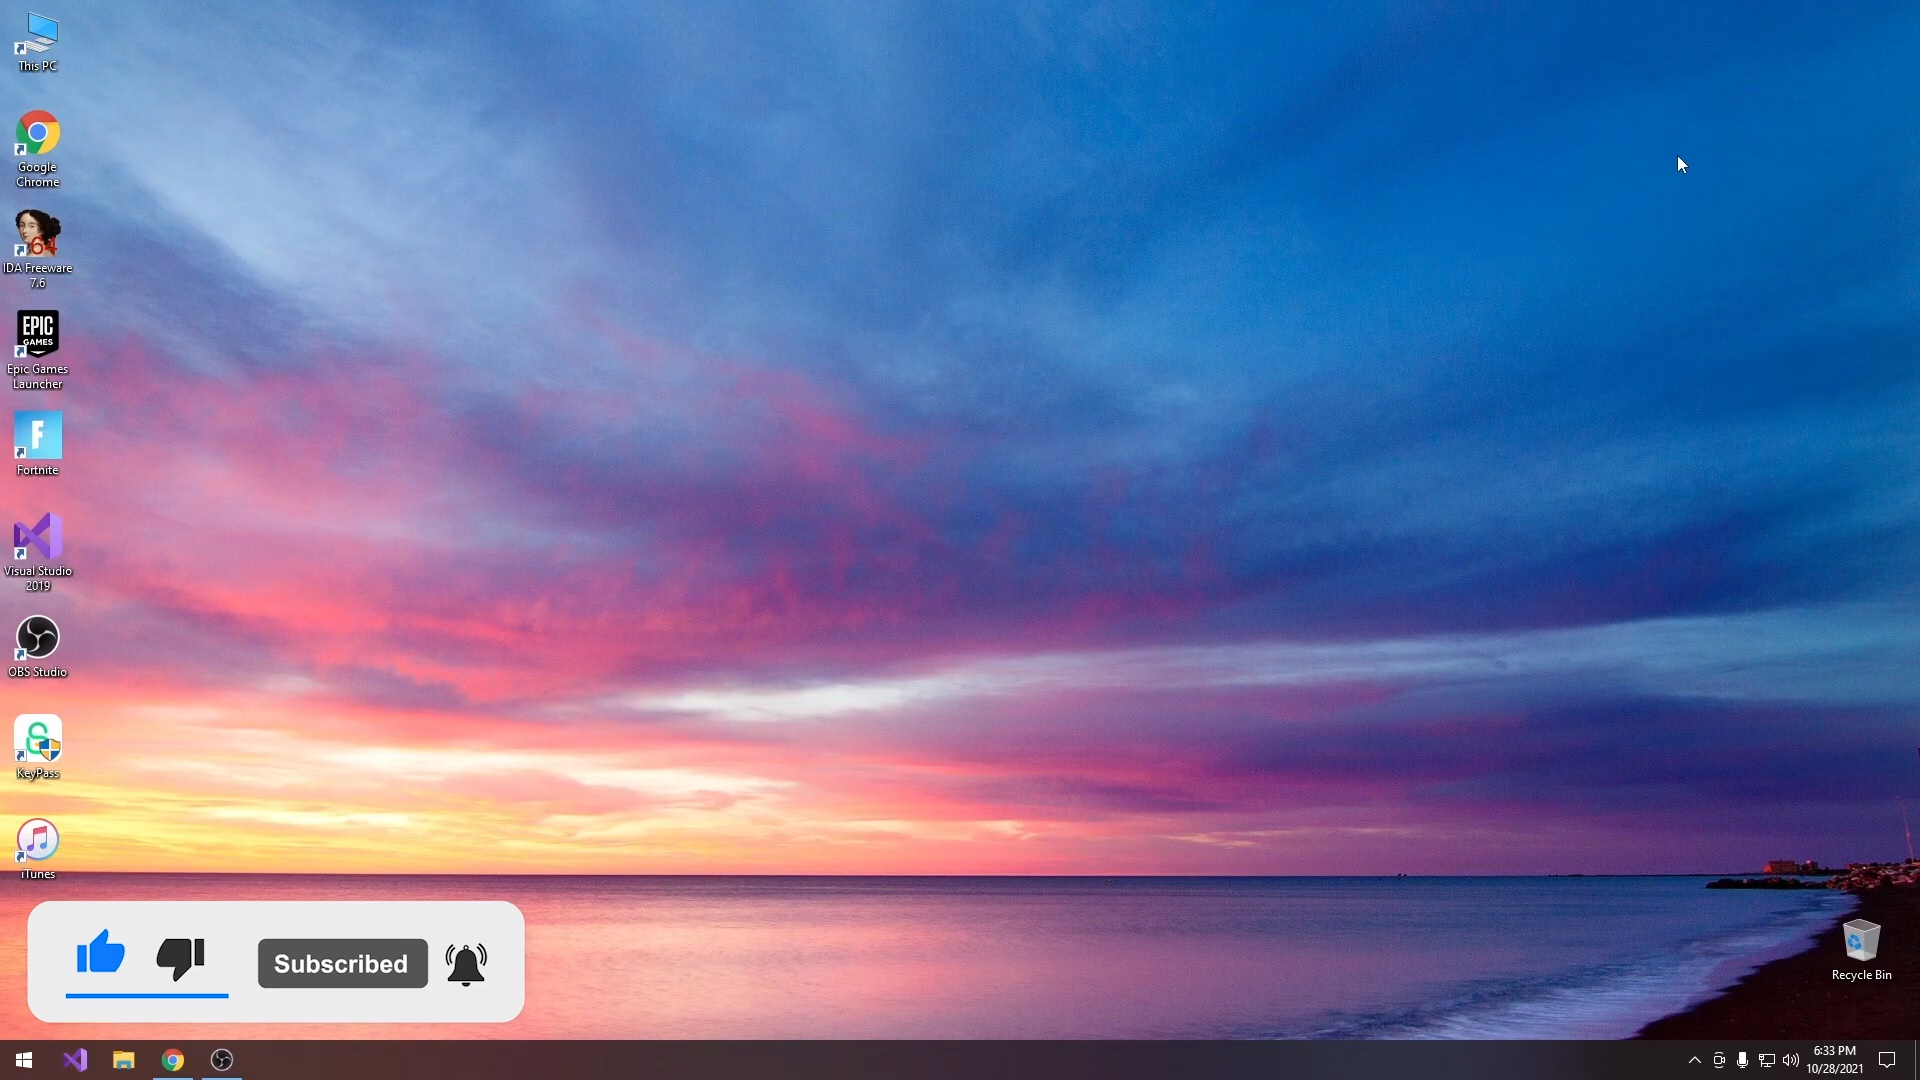 This PC
Google
Chrome
64
IDA Freeware
7.6
EPIC
GAMES
Epic Games
Launcher
F
Fortnite
Visual Studio
2019
OBS Studio
KeyPass
iTunes
Subscribed
Recycle Bin
6:33 PM
10/28/2021